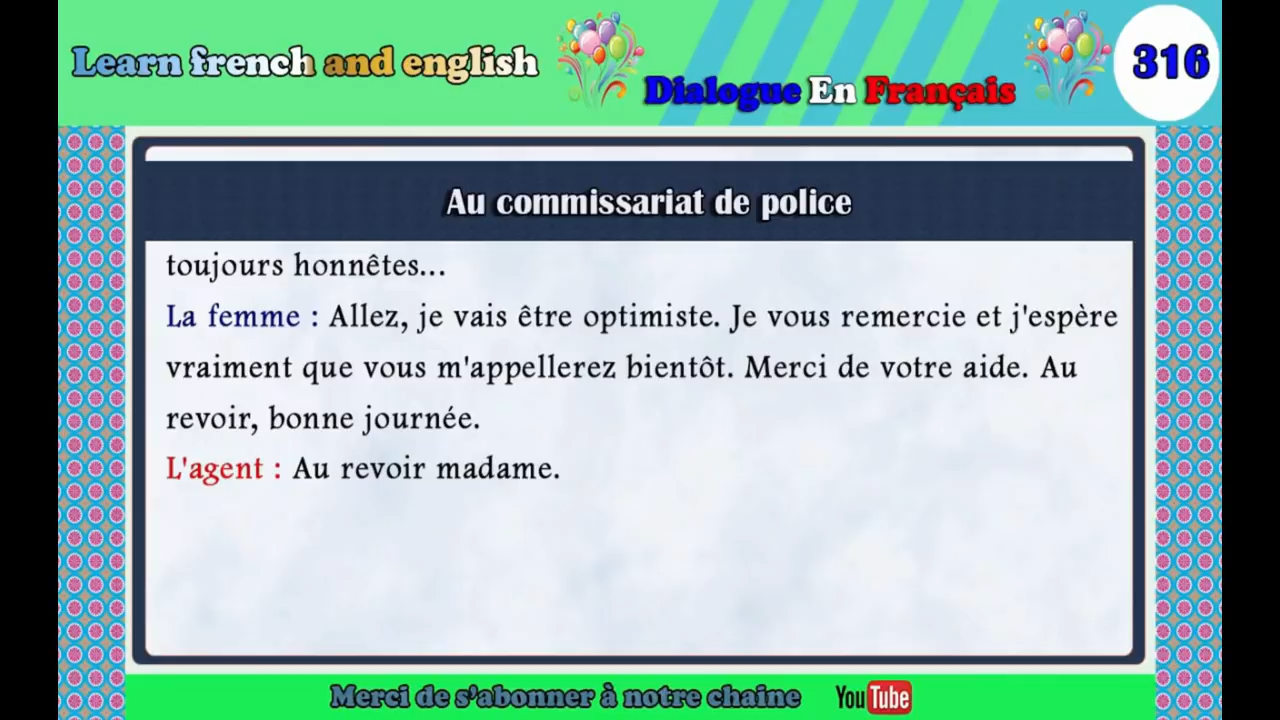 Learn french and english
Dialogue En Français
316
Au commissariat de police
toujours honnêtes...
La femme : Allez, je vais être optimiste. Je vous remercie et j'espère
vraiment que vous m'appellerez bientôt. Merci de votre aide. Au
revoir, bonne journée.
L'agent : Au revoir madame.
Merci de s'abonner à notre chaine
YouTube